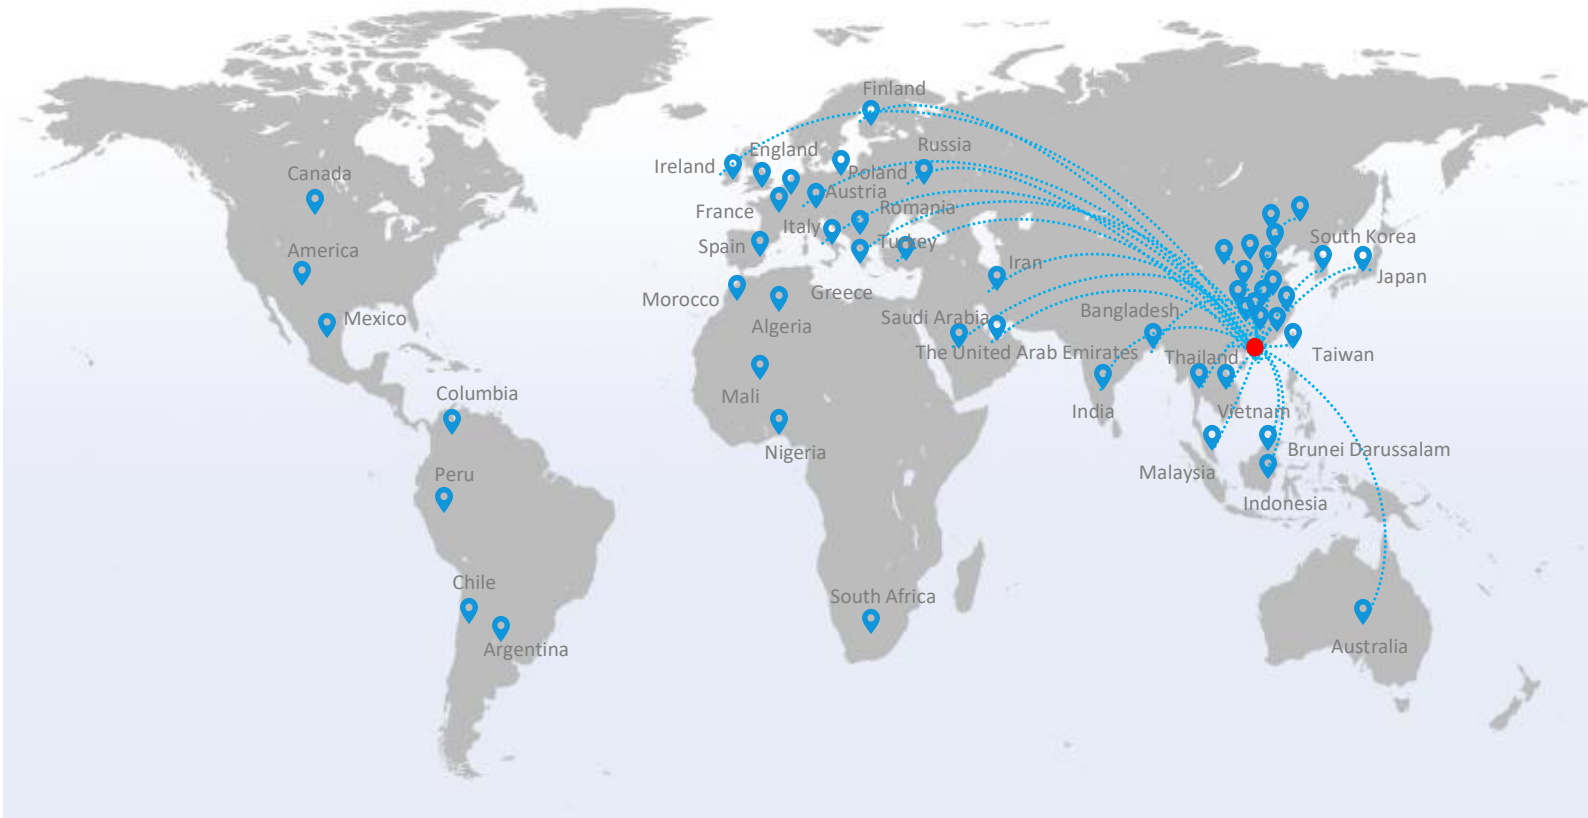 Finland
England
Russia
Ireland
Poland
Canada
Austria
France
Romania
Italy
South Korea
America
Spain
Turkey
Iran
Japan
Morocco
Greece
Mexico
Algeria
Saudi Arabia
Bangladesh
The United Arab Emirates
Thailand
Taiwan
Columbia
Mali
India
Vietnam
Nigeria
Brunei Darussalam
Peru
Malaysia
Indonesia
Chile
South Africa
Argentina
Australia